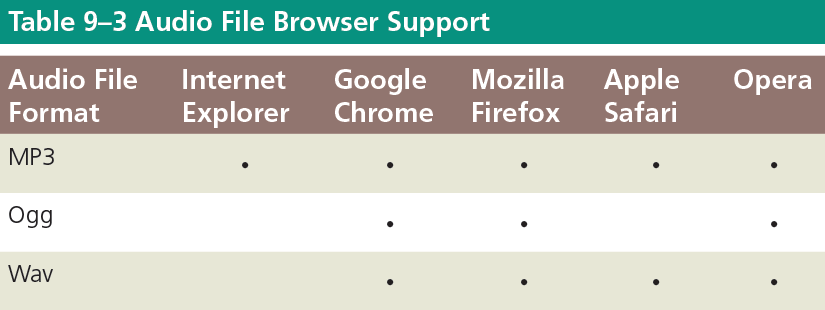 Table 9–3 Audio File Browser Support
Audio File Format Internet Explorer Google Chrome Mozilla Firefox Apple Safari Opera
MP3 • • • • •
Ogg • • •
Wav • • • •